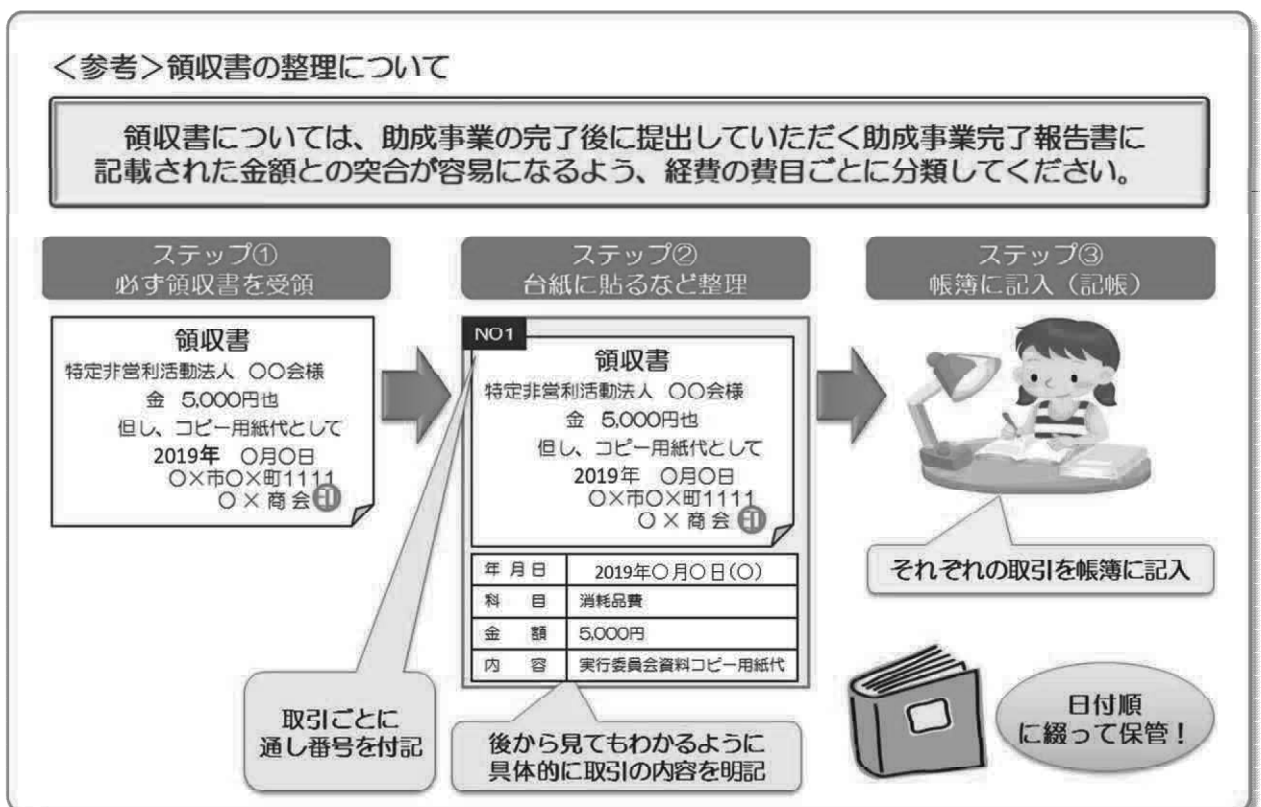 ＜参考＞領収書の整理について
領収書については、助成事業の完了後に提出していただく助成事業完了報告書に
記載された金額との突合が容易になるよう、経費の費目ごとに分類してください。
ステップ①
必ず領収書を受領
領収書
特定非営利活動法人 〇〇会様
金 5,000円也
但し、コピー用紙代として
2019年 〇月〇日
〇×市〇×町1111
〇×商会 印
ステップ②
台紙に貼るなど整理
NO1
領収書
特定非営利活動法人 〇〇会様
金 5,000円也
但し、コピー用紙代として
2019年 〇月〇日
〇×市〇×町1111
〇×商会 印
年月日 2019年〇月〇日(〇)
科目 消耗品費
金額 5,000円
内容 実行委員会資料コピー用紙代
取引ごとに
通し番号を付記
後から見てもわかるように
具体的に取引の内容を明記
ステップ③
帳簿に記入（記帳）
それぞれの取引を帳簿に記入
日付順
に綴って保管！